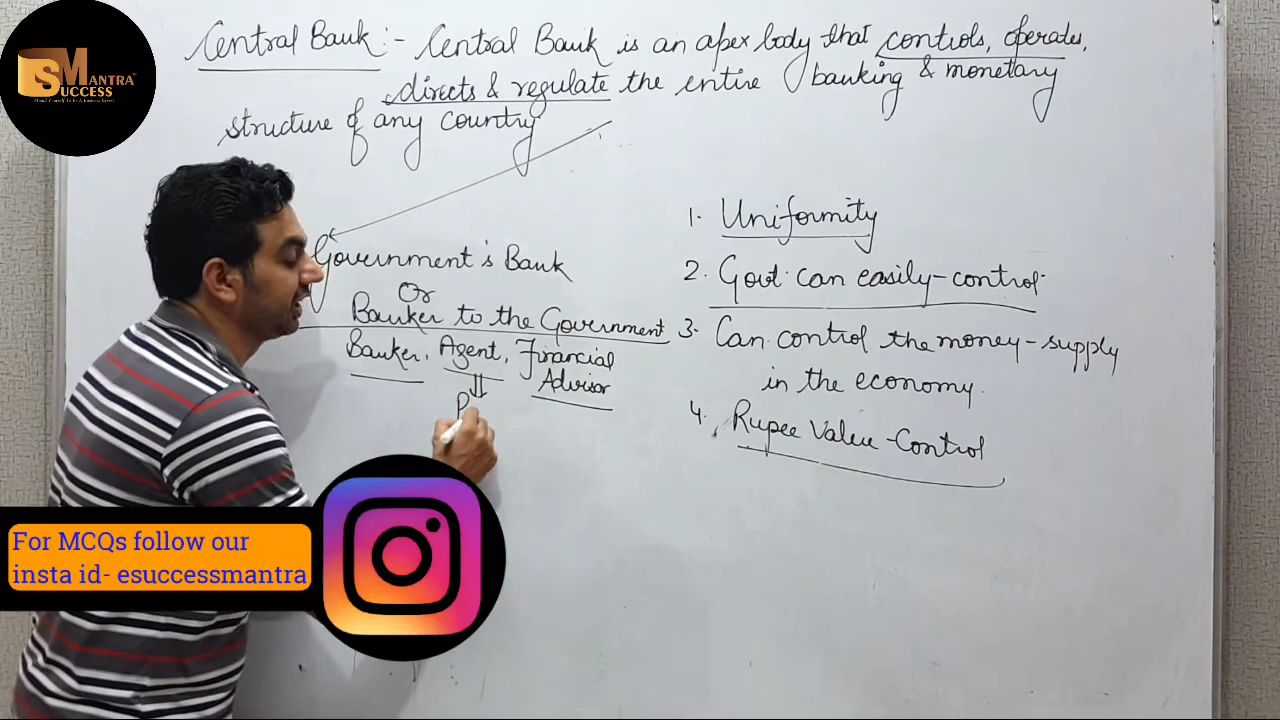 MANTRA
SUCCESS
Central Bank :- Central Bank is an apex body that controls, operates,
directs & regulate the entire banking & monetary
structure of any country
Government's Bank
Or
Banker to the Government
Banker, Agent, Financial
Advisor
P
1. Uniformity
2. Govt. can easily-control
3. Can control the money-supply
in the economy.
4. Rupee Value-Control
For MCQs follow our
insta id- esuccessmantra